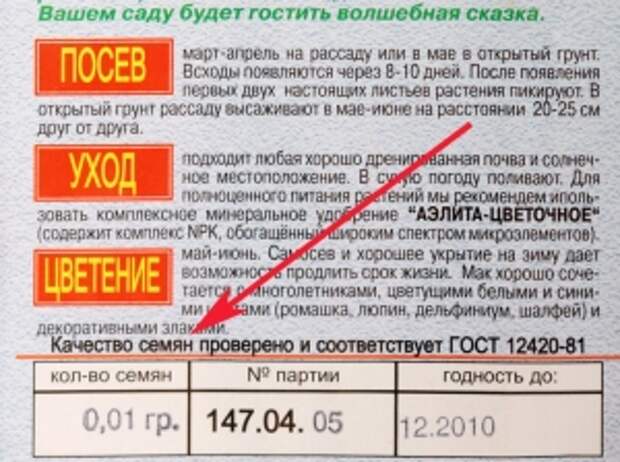 Вашем саду будет гостить волшебная сказка.
ПОСЕВ
март-апрель на рассаду или в мае в открытый грунт.
Всходы появляются через 8-10 дней. После появления
первых двух настоящих листьев растения пикируют. В
открытый грунт рассаду высаживают в мае-июне на расстоянии 20-25 см
друг от друга.
УХОД
подходит любая хорошо дренированная почва и солнеч-
ное местоположение. В сухую погоду поливают. Для
полноценного питания растений мы рекомендем иполь-
зовать комплексное минеральное удобрение "АЭЛИТА-ЦВЕТОЧНОЕ"
(содержит комплекс NPK, обогащённый широким спектром микроэлементов).
ЦВЕТЕНИЕ
май-июнь. Самосев и хорошее укрытие на зиму дает
возможность продлить срок жизни. Мак хорошо соче-
тается с многолетниками, цветущими белыми и сини-
ми цветами (ромашка, люпин, дельфиниум, шалфей) и
декоративными злаками.
Качество семян проверено и соответствует ГОСТ 12420-81
кол-во семян № партии годность до:
0,01 гр. 147.04. 05 12.2010